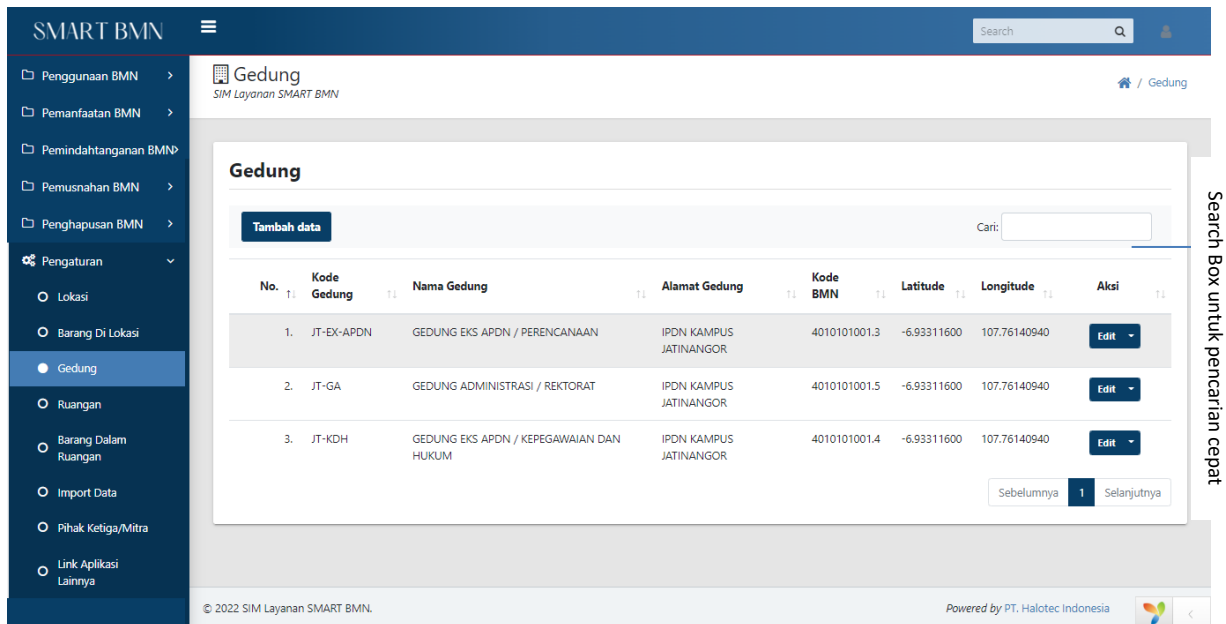 SMART BMN
Search
Penggunaan BMN
Pemanfaatan BMN
Pemindahtanganan BMN
Pemusnahan BMN
Penghapusan BMN
Pengaturan
Lokasi
Barang Di Lokasi
Gedung
Ruangan
Barang Dalam
Ruangan
Import Data
Pihak Ketiga/Mitra
Link Aplikasi
Lainnya
Gedung
SIM Layanan SMART BMN
/ Gedung
Gedung
Tambah data
Cari:
No. Kode Gedung Nama Gedung Alamat Gedung Kode BMN Latitude Longitude Aksi
1. JT-EX-APDN GEDUNG EKS APDN / PERENCANAAN IPDN KAMPUS JATINANGOR 4010101001.3 -6.93311600 107.76140940 Edit
2. JT-GA GEDUNG ADMINISTRASI / REKTORAT IPDN KAMPUS JATINANGOR 4010101001.5 -6.93311600 107.76140940 Edit
3. JT-KDH GEDUNG EKS APDN / KEPEGAWAIAN DAN HUKUM IPDN KAMPUS JATINANGOR 4010101001.4 -6.93311600 107.76140940 Edit
Sebelumnya 1 Selanjutnya
© 2022 SIM Layanan SMART BMN.
Powered by PT. Halotec Indonesia
Search Box untuk pencarian cepat